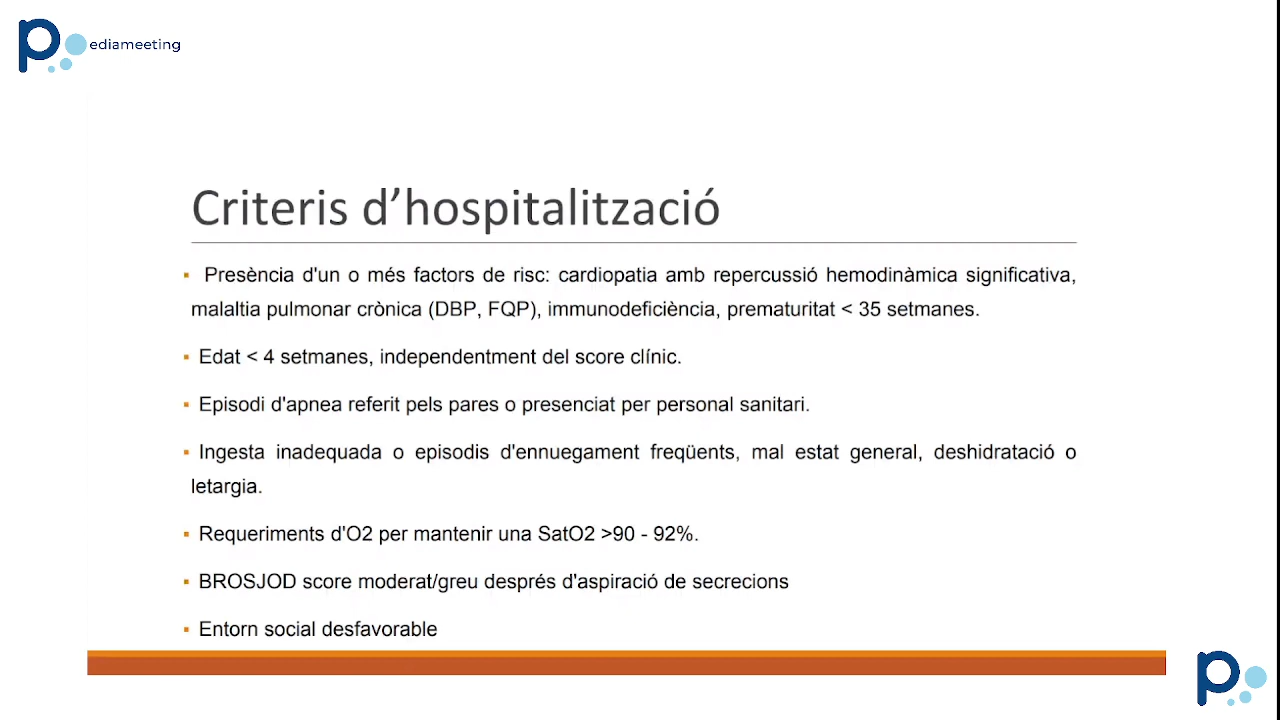 Pediameeting
Criteris d’hospitalització
▪ Presència d'un o més factors de risc: cardiopatia amb repercussió hemodinàmica significativa,
malaltia pulmonar crònica (DBP, FQP), immunodeficiència, prematuritat < 35 setmanes.
▪ Edat < 4 setmanes, independentment del score clínic.
▪ Episodi d'apnea referit pels pares o presenciat per personal sanitari.
▪ Ingesta inadequada o episodis d'ennuegament freqüents, mal estat general, deshidratació o
letargia.
▪ Requeriments d'O2 per mantenir una SatO2 >90 - 92%.
▪ BROSJOD score moderat/greu després d'aspiració de secrecions
▪ Entorn social desfavorable
p